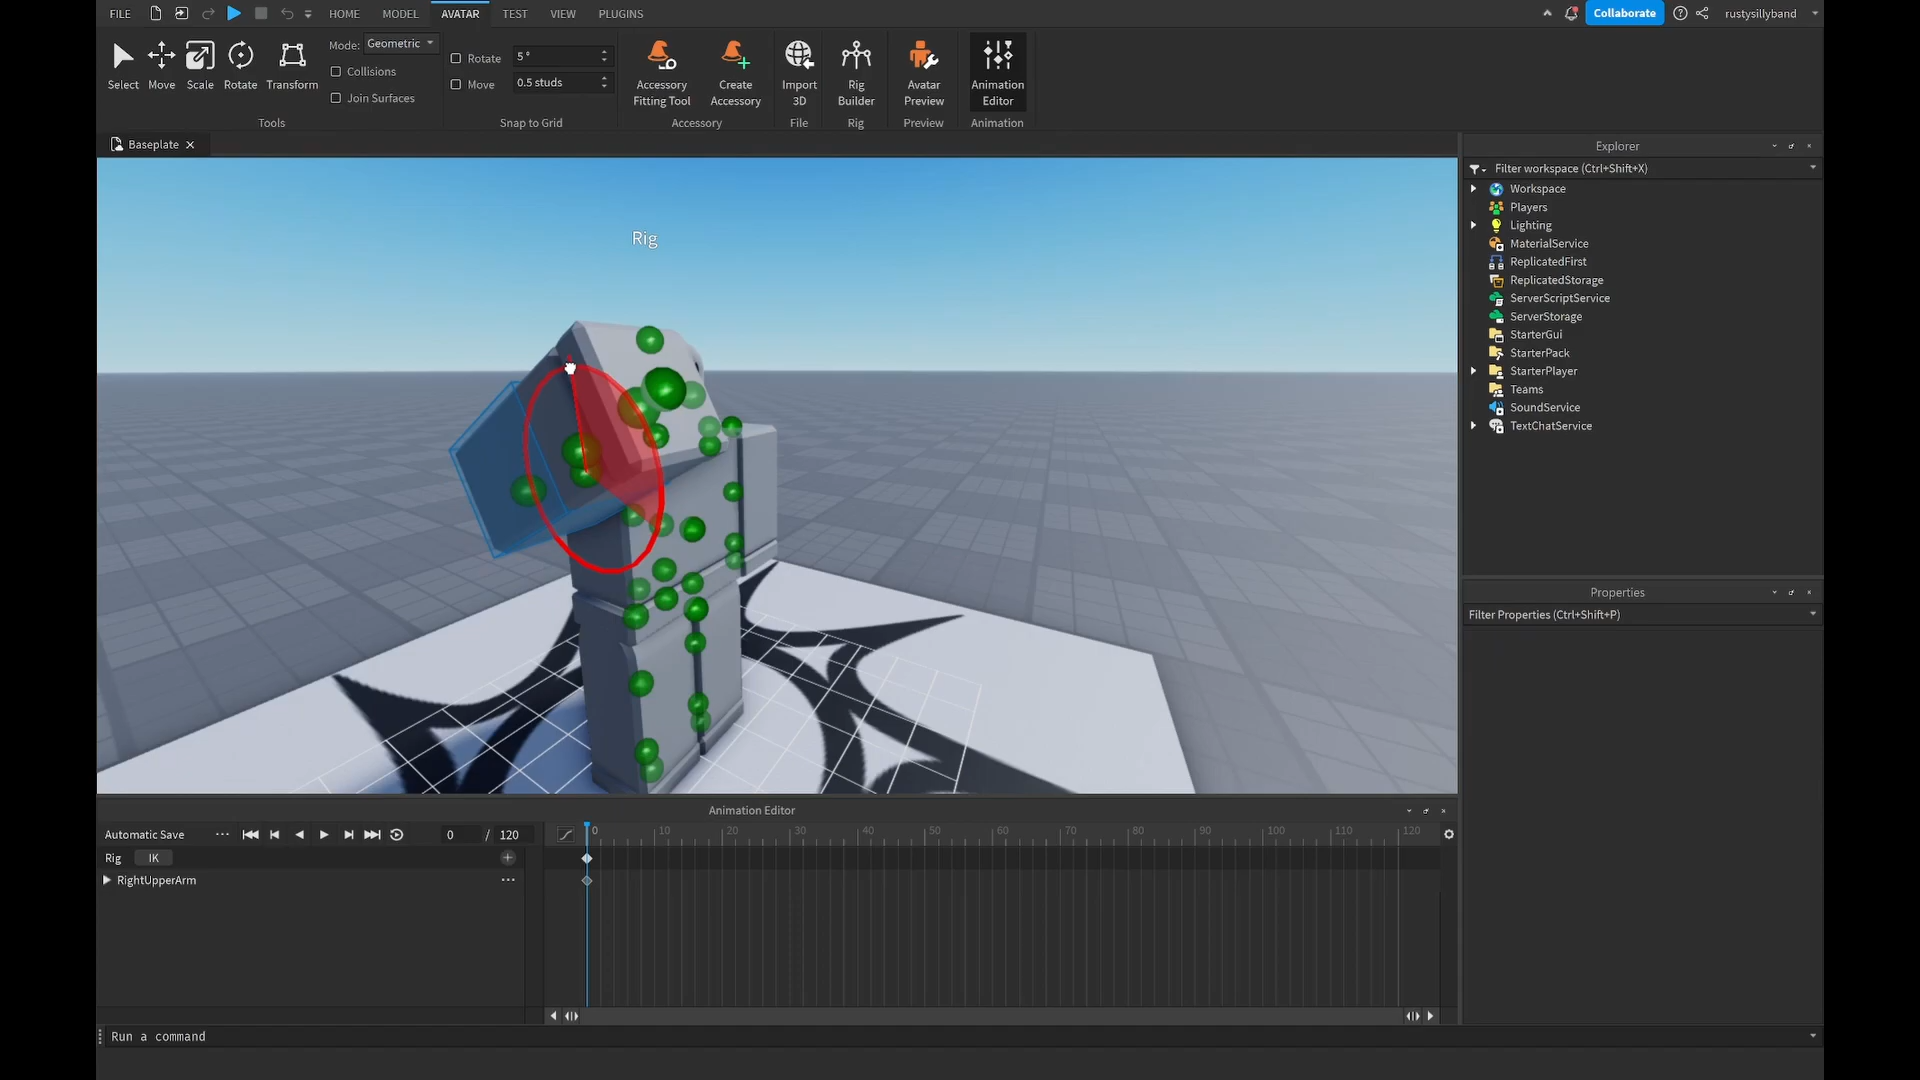 FILE HOME MODEL AVATAR TEST VIEW PLUGINS Collaborate rustysillyband
Select Move Scale Rotate Transform
Mode: Geometric
Collisions
Join Surfaces
Tools
Rotate 5 °
Move 0.5 studs
Snap to Grid
Accessory Fitting Tool
Create Accessory
Accessory
Import 3D
File
Rig Builder
Rig
Avatar Preview
Preview
Animation Editor
Animation
Baseplate
Rig
Explorer
Filter workspace (Ctrl+Shift+X)
Workspace
Players
Lighting
MaterialService
ReplicatedFirst
ReplicatedStorage
ServerScriptService
ServerStorage
StarterGui
StarterPack
StarterPlayer
Teams
SoundService
TextChatService
Properties
Filter Properties (Ctrl+Shift+P)
Animation Editor
Automatic Save ... 0 / 120
0 10 20 30 40 50 60 70 80 90 100 110 120
Rig IK
RightUpperArm ...
Run a command